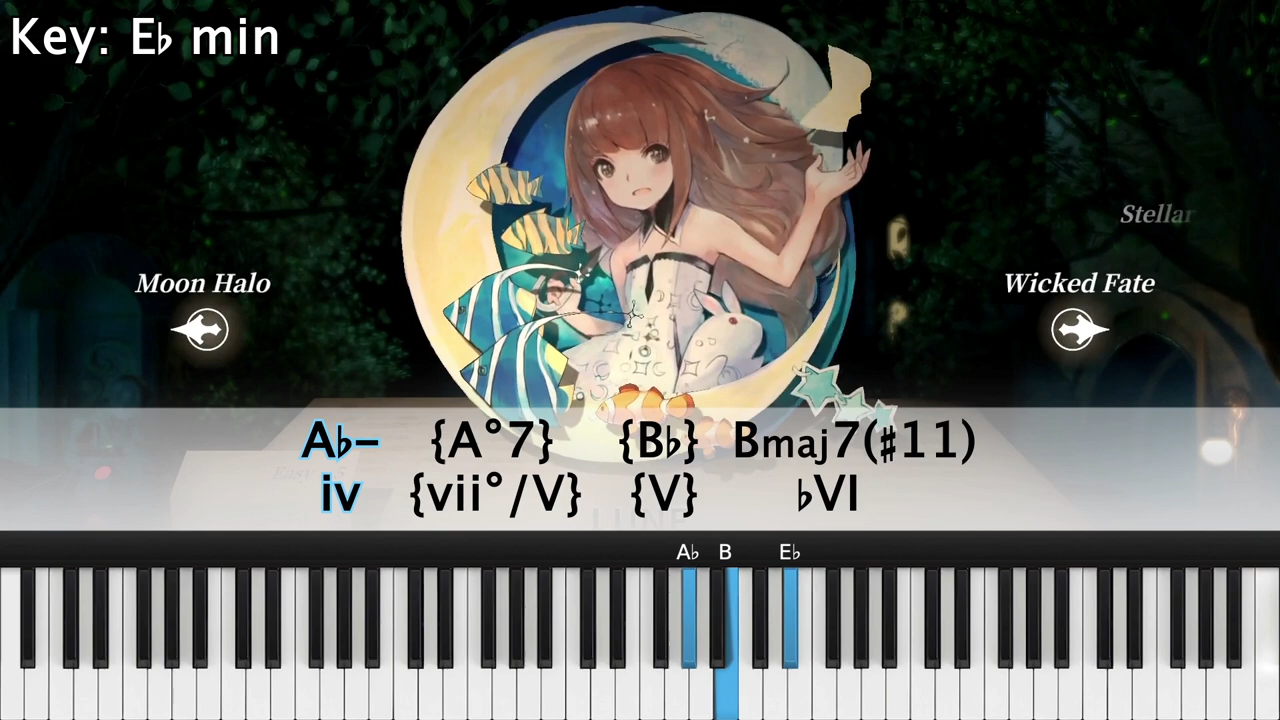 Key: E♭ min
Stellar
Moon Halo
Wicked Fate
A♭– {A°7} {B♭} Bmaj7(♯11)
iv {vii°/V} {V} ♭VI
A♭ B E♭